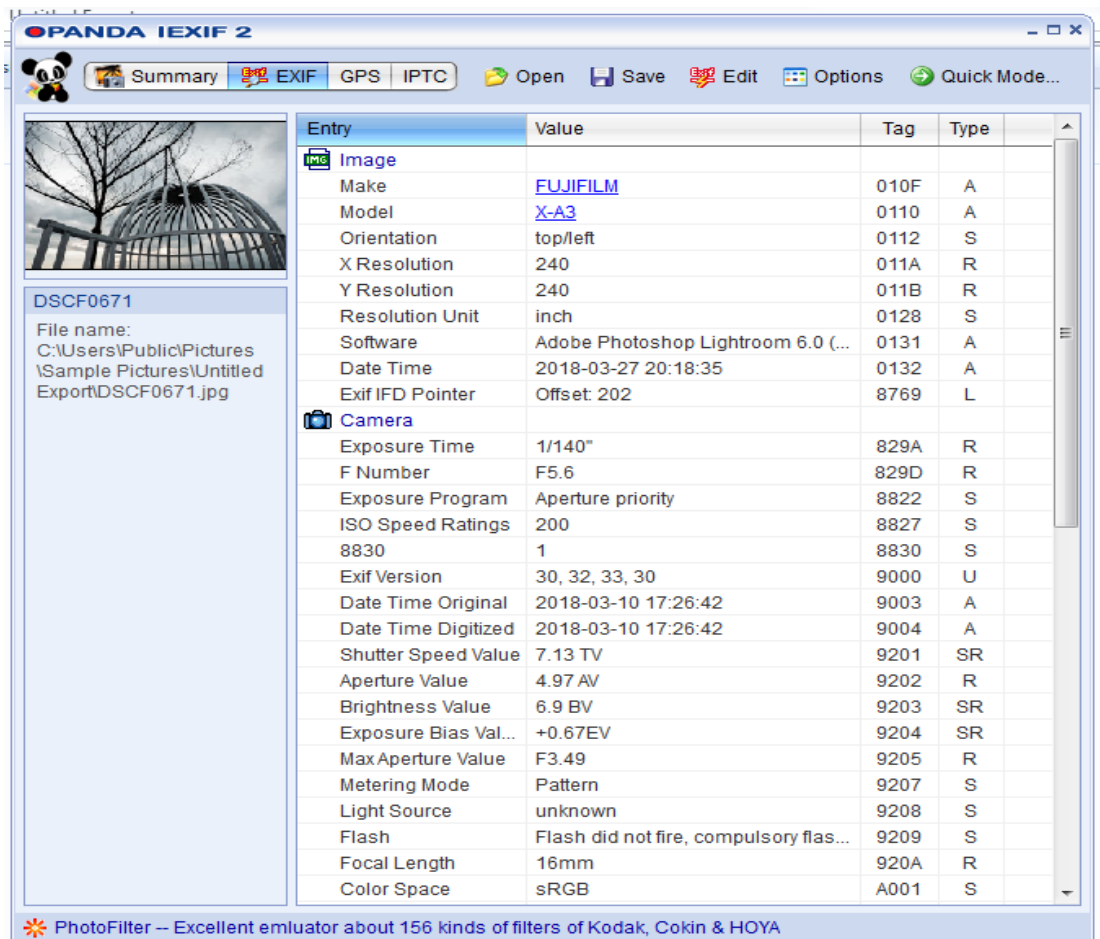 OPANDA IEXIF 2
Summary EXIF GPS IPTC Open Save Edit Options Quick Mode...
Entry Value Tag Type
IMG Image
Make FUJIFILM 010F A
Model X-A3 0110 A
Orientation top/left 0112 S
X Resolution 240 011A R
Y Resolution 240 011B R
Resolution Unit inch 0128 S
Software Adobe Photoshop Lightroom 6.0 (... 0131 A
Date Time 2018-03-27 20:18:35 0132 A
Exif IFD Pointer Offset: 202 8769 L
Camera
Exposure Time 1/140" 829A R
F Number F5.6 829D R
Exposure Program Aperture priority 8822 S
ISO Speed Ratings 200 8827 S
8830 1 8830 S
Exif Version 30, 32, 33, 30 9000 U
Date Time Original 2018-03-10 17:26:42 9003 A
Date Time Digitized 2018-03-10 17:26:42 9004 A
Shutter Speed Value 7.13 TV 9201 SR
Aperture Value 4.97 AV 9202 R
Brightness Value 6.9 BV 9203 SR
Exposure Bias Val... +0.67EV 9204 SR
Max Aperture Value F3.49 9205 R
Metering Mode Pattern 9207 S
Light Source unknown 9208 S
Flash Flash did not fire, compulsory flas... 9209 S
Focal Length 16mm 920A R
Color Space sRGB A001 S
DSCF0671
File name:
C:\Users\Public\Pictures
\Sample Pictures\Untitled
Export\DSCF0671.jpg
PhotoFilter -- Excellent emluator about 156 kinds of filters of Kodak, Cokin & HOYA